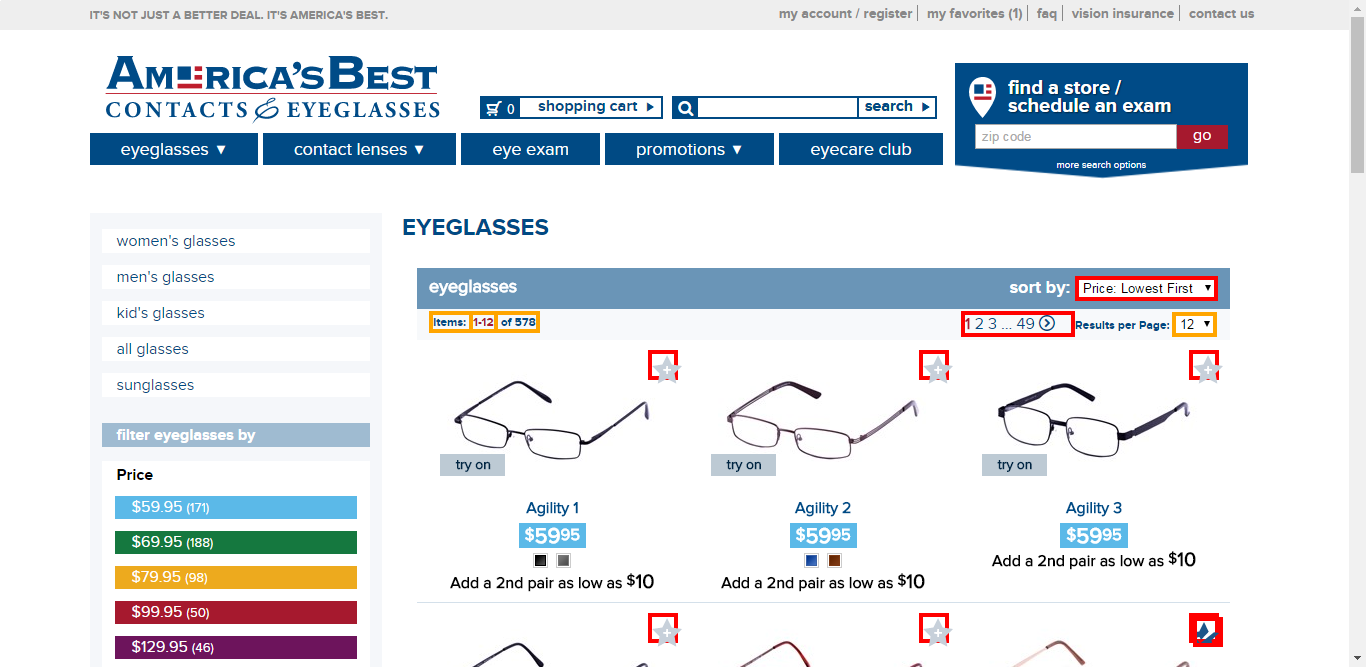 IT'S NOT JUST A BETTER DEAL. IT'S AMERICA'S BEST.
my account / register | my favorites (1) | faq | vision insurance | contact us
AMERICA'S BEST
CONTACTS & EYEGLASSES
0 shopping cart
search
find a store /
schedule an exam
zip code go
more search options
eyeglasses ▼ contact lenses ▼ eye exam promotions ▼ eyecare club
women's glasses
men's glasses
kid's glasses
all glasses
sunglasses
filter eyeglasses by
Price
$59.95 (171)
$69.95 (188)
$79.95 (98)
$99.95 (50)
$129.95 (46)
EYEGLASSES
eyeglasses sort by: Price: Lowest First ▼
Items: 1-12 of 578 1 2 3 ... 49 Results per Page: 12 ▼
try on try on try on
Agility 1 Agility 2 Agility 3
$5995 $5995 $5995
Add a 2nd pair as low as $10 Add a 2nd pair as low as $10 Add a 2nd pair as low as $10